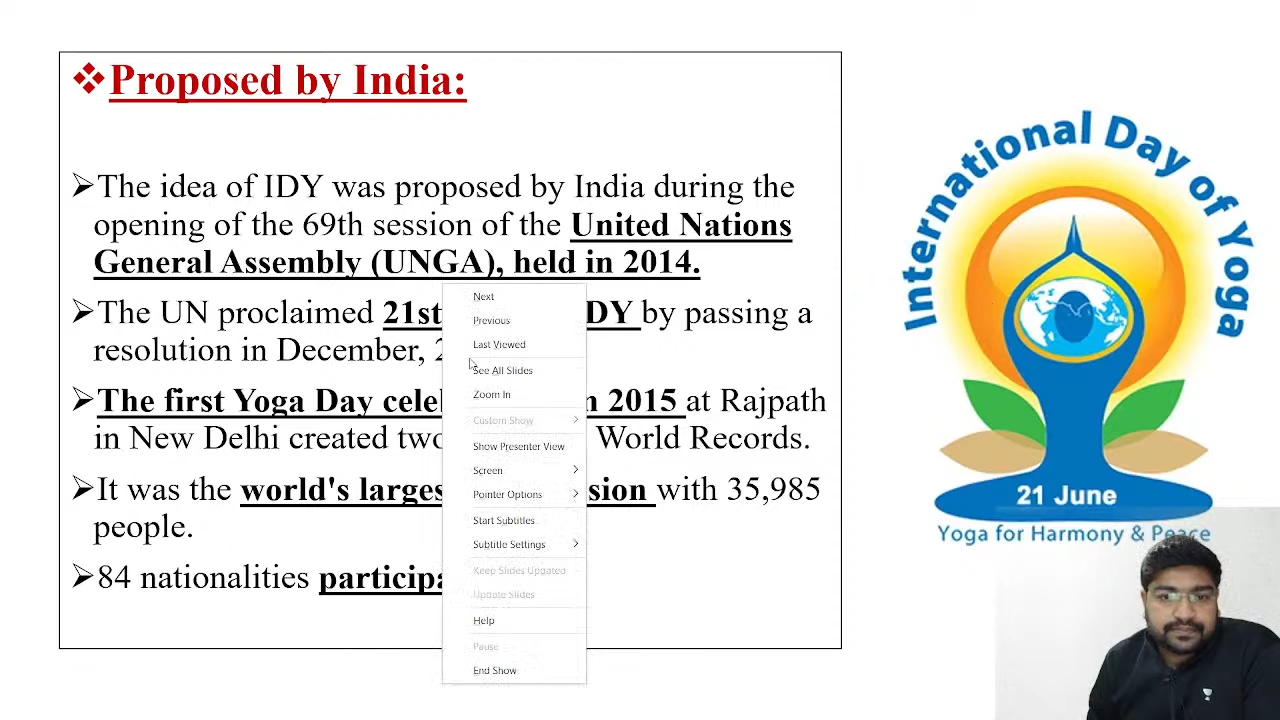 ❖Proposed by India:
➢The idea of IDY was proposed by India during the
opening of the 69th session of the United Nations
General Assembly (UNGA), held in 2014.
➢The UN proclaimed 21st DY by passing a
resolution in December, 2
➢The first Yoga Day celeb n 2015 at Rajpath
in New Delhi created two World Records.
➢It was the world's larges sion with 35,985
people.
➢84 nationalities participa
Next
Previous
Last Viewed
See All Slides
Zoom In
Custom Show
Show Presenter View
Screen
Pointer Options
Start Subtitles
Subtitle Settings
Keep Slides Updated
Update Slides
Help
Pause
End Show
International Day of Yoga
21 June
Yoga for Harmony & Peace